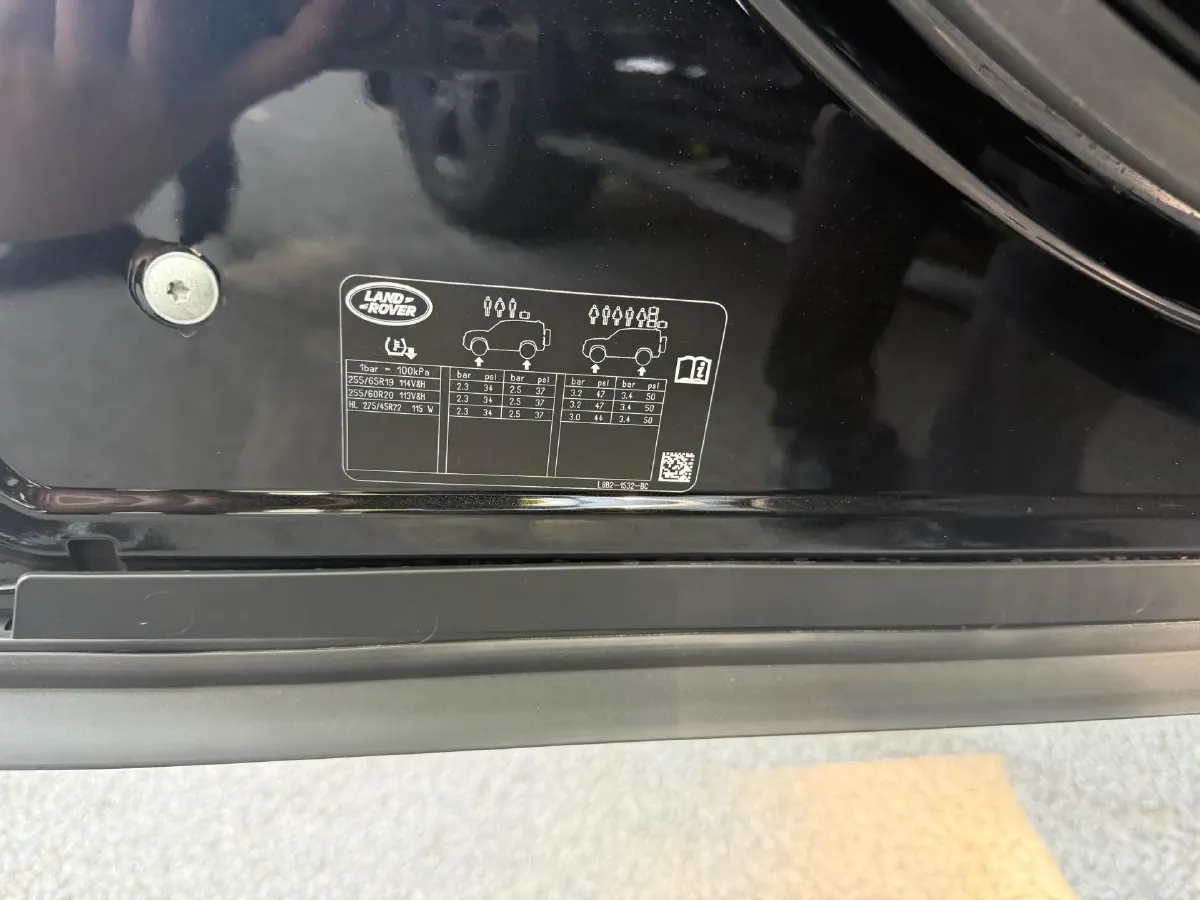 LAND
ROVER
1bar = 100kPa bar psi bar psi bar psi bar psi
255/65R19 114V&H 2.3 34 2.5 37 3.2 47 3.4 50
255/60R20 113V&H 2.3 34 2.5 37 3.2 47 3.4 50
HL 275/45R22 115 W 2.3 34 2.5 37 3.0 44 3.4 50
L8B2-1532-BC